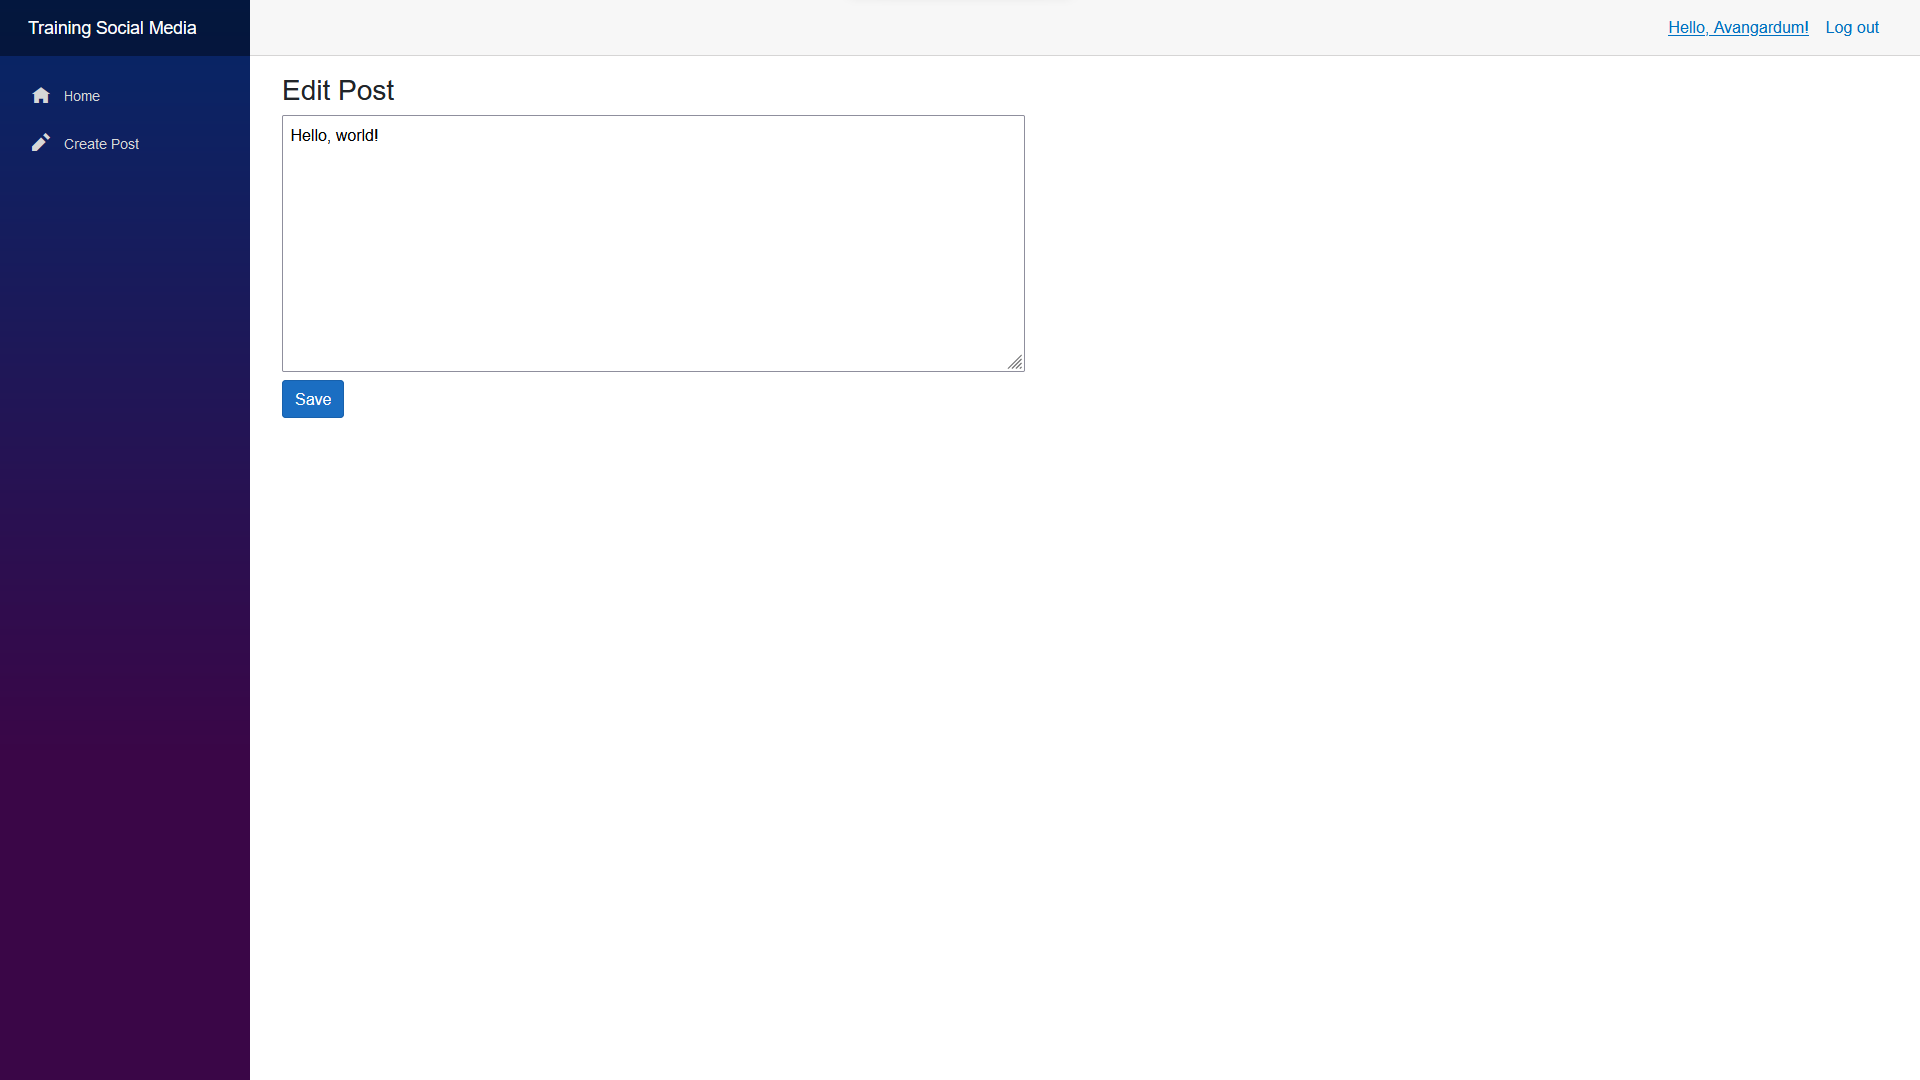 Training Social Media
Hello, Avangardum! Log out
Home
Create Post
Edit Post
Hello, world!
Save